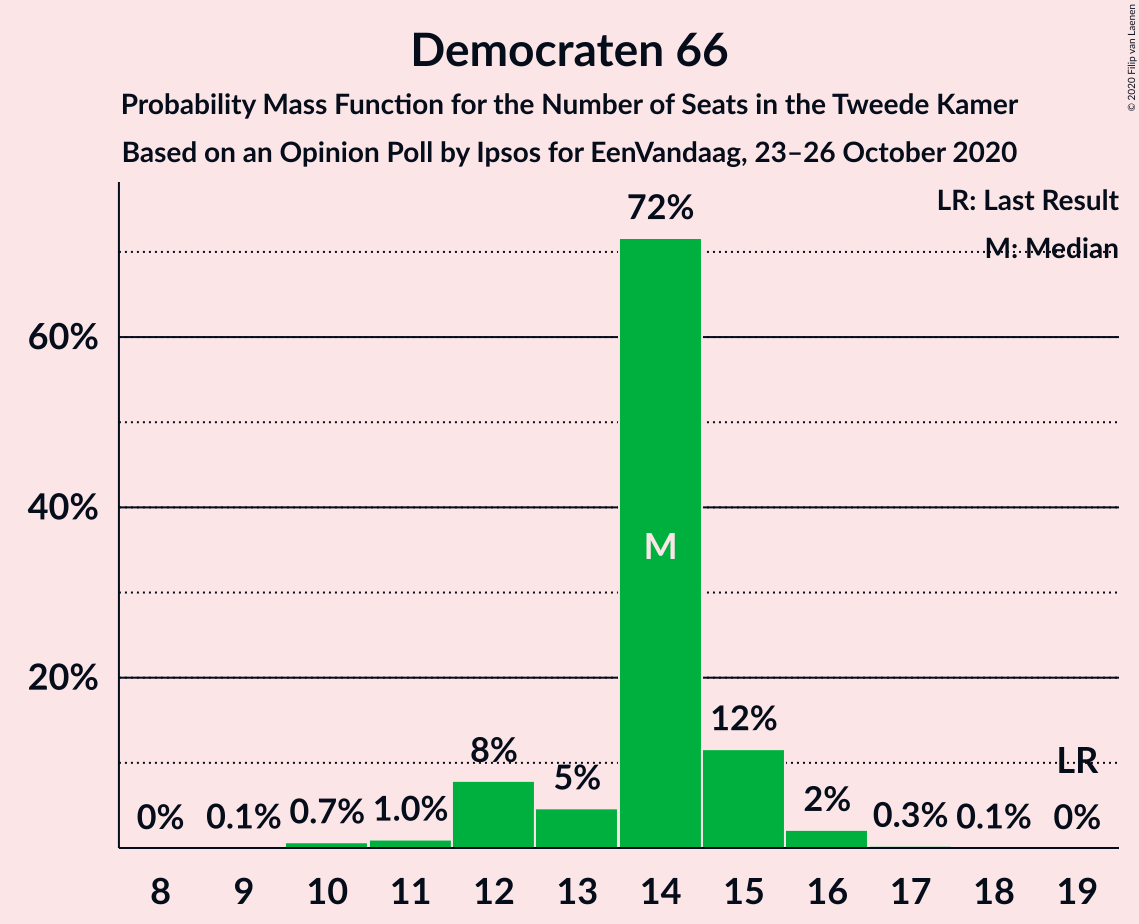 Democraten 66
Probability Mass Function for the Number of Seats in the Tweede Kamer
Based on an Opinion Poll by Ipsos for EenVandaag, 23–26 October 2020
© 2020 Filip van Laenen
LR: Last Result
M: Median
60%
40%
20%
0% 0.1% 0.7% 1.0% 8% 5% 72% 12% 2% 0.3% 0.1% 0%
M
LR
8 9 10 11 12 13 14 15 16 17 18 19